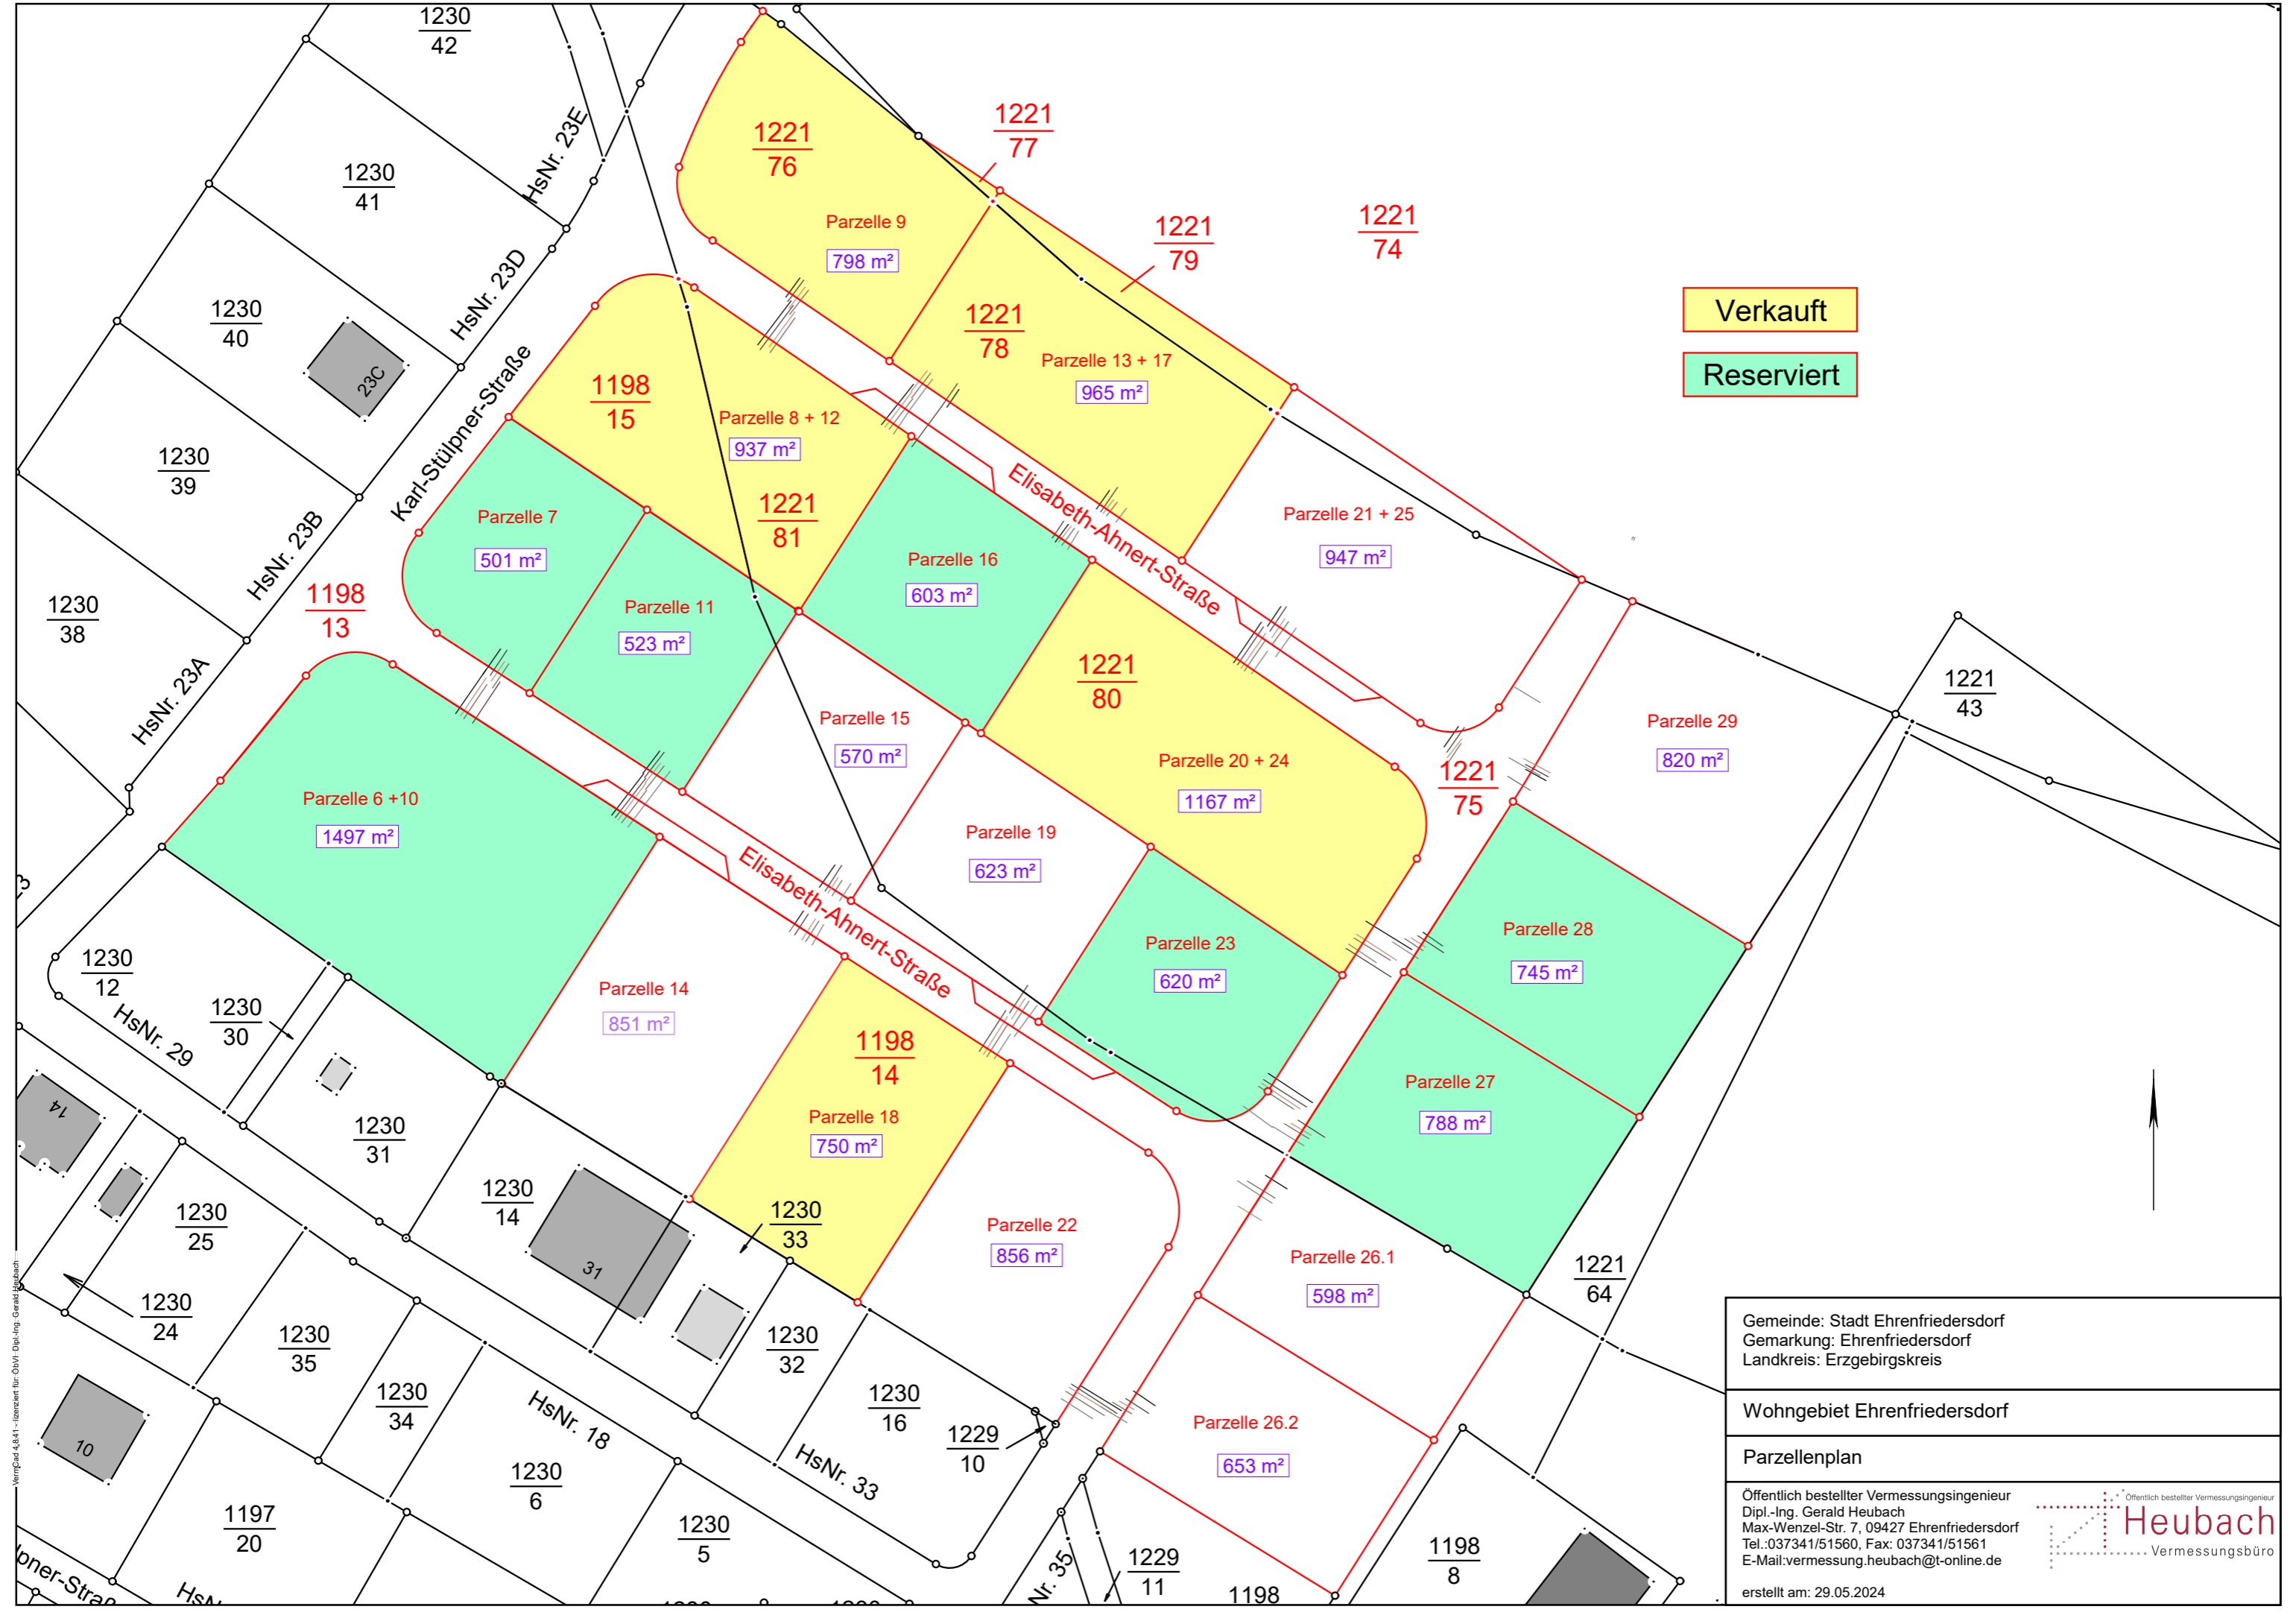 1230
42
1230
41
1230
40
1230
39
1230
38
HsNr. 23E
HsNr. 23D
23C
HsNr. 23B
HsNr. 23A
Karl-Stülpner-Straße
1221
76
1221
77
1221
79
1221
74
Parzelle 9
798 m²
1221
78
Parzelle 13 + 17
965 m²
Verkauft
Reserviert
1198
15
Parzelle 8 + 12
937 m²
1221
81
Parzelle 7
501 m²
Parzelle 11
523 m²
Parzelle 16
603 m²
Elisabeth-Ahnert-Straße
Parzelle 21 + 25
947 m²
1198
13
1221
80
Parzelle 20 + 24
1167 m²
Parzelle 15
570 m²
Parzelle 19
623 m²
1221
75
Parzelle 29
820 m²
1221
43
Parzelle 6 +10
1497 m²
Elisabeth-Ahnert-Straße
Parzelle 23
620 m²
Parzelle 28
745 m²
Parzelle 14
851 m²
1198
14
Parzelle 18
750 m²
Parzelle 27
788 m²
Parzelle 22
856 m²
Parzelle 26.1
598 m²
Parzelle 26.2
653 m²
1221
64
1230
12
HsNr. 29
1230
30
1230
31
14
1230
25
1230
14
31
1230
33
1230
24
1230
35
1230
34
1230
32
1230
16
1229
10
HsNr. 18
HsNr. 33
10
1230
6
1197
20
1230
5
Nr. 35
1229
11
1198
1198
8
Gemeinde: Stadt Ehrenfriedersdorf
Gemarkung: Ehrenfriedersdorf
Landkreis: Erzgebirgskreis
Wohngebiet Ehrenfriedersdorf
Parzellenplan
Öffentlich bestellter Vermessungsingenieur
Dipl.-Ing. Gerald Heubach
Max-Wenzel-Str. 7, 09427 Ehrenfriedersdorf
Tel.:037341/51560, Fax: 037341/51561
E-Mail:vermessung.heubach@t-online.de
erstellt am: 29.05.2024
Öffentlich bestellter Vermessungsingenieur
Heubach
Vermessungsbüro